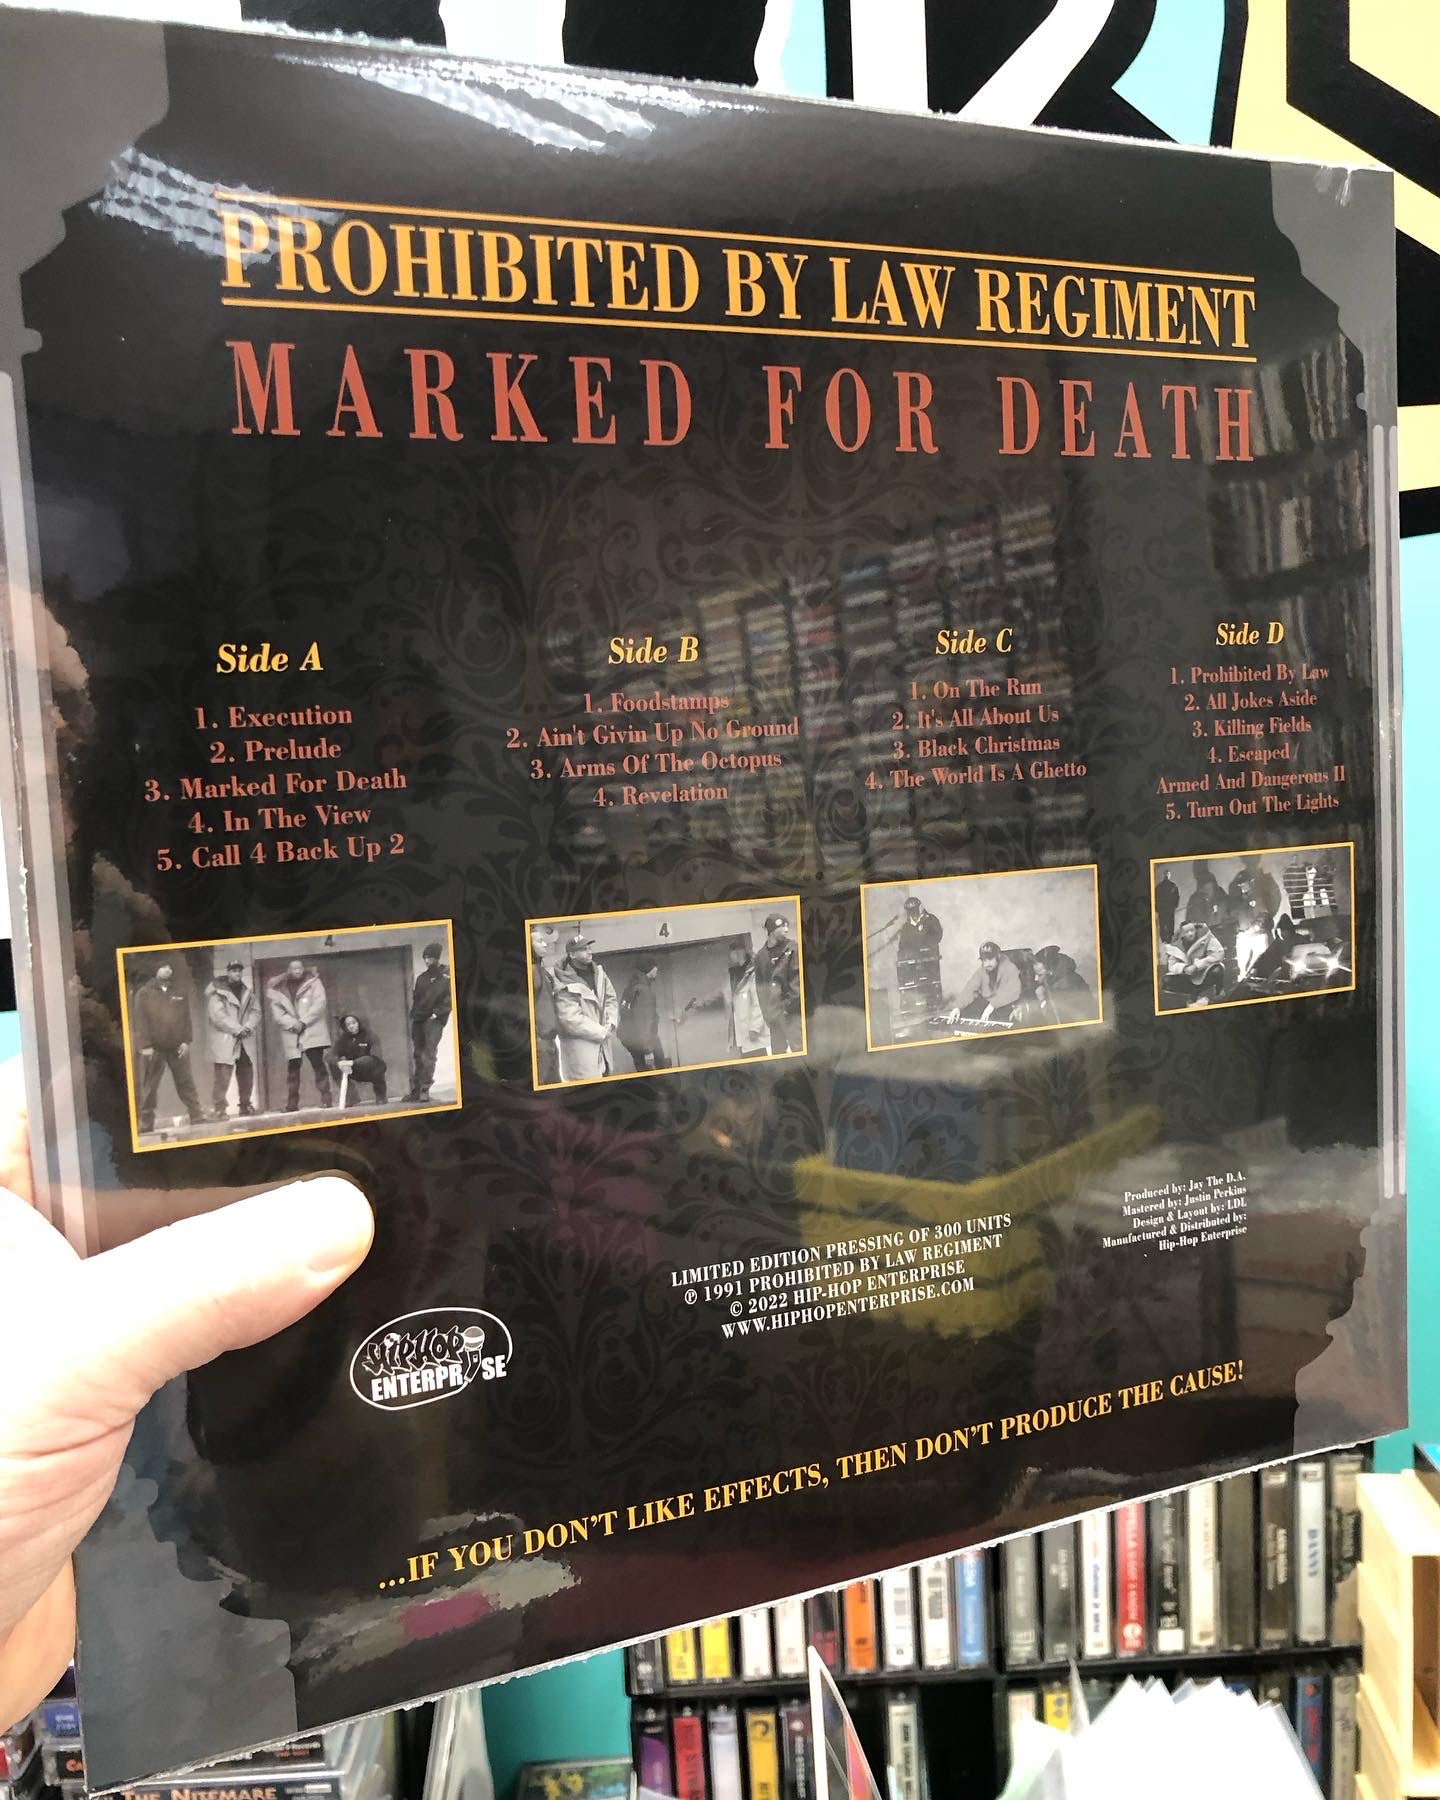 PROHIBITED BY LAW REGIMENT
MARKED FOR DEATH
Side A
1. Execution
2. Prelude
3. Marked For Death
4. In The View
5. Call 4 Back Up 2
Side B
1. Foodstamps
2. Ain't Givin Up No Ground
3. Arms Of The Octopus
4. Revelation
Side C
1. On The Run
2. It's All About Us
3. Black Christmas
4. The World Is A Ghetto
Side D
1. Prohibited By Law
2. All Jokes Aside
3. Killing Fields
4. Escaped /
Armed And Dangerous II
5. Turn Out The Lights
4
4
Produced by: Jay The D.A.
Mastered by: Justin Perkins
Design & Layout by: LDL
Manufactured & Distributed by:
Hip-Hop Enterprise
LIMITED EDITION PRESSING OF 300 UNITS
℗ 1991 PROHIBITED BY LAW REGIMENT
© 2022 HIP-HOP ENTERPRISE
WWW.HIPHOPENTERPRISE.COM
HIPHOP
ENTERPRISE
...IF YOU DON'T LIKE EFFECTS, THEN DON'T PRODUCE THE CAUSE!
THE NITEMARE